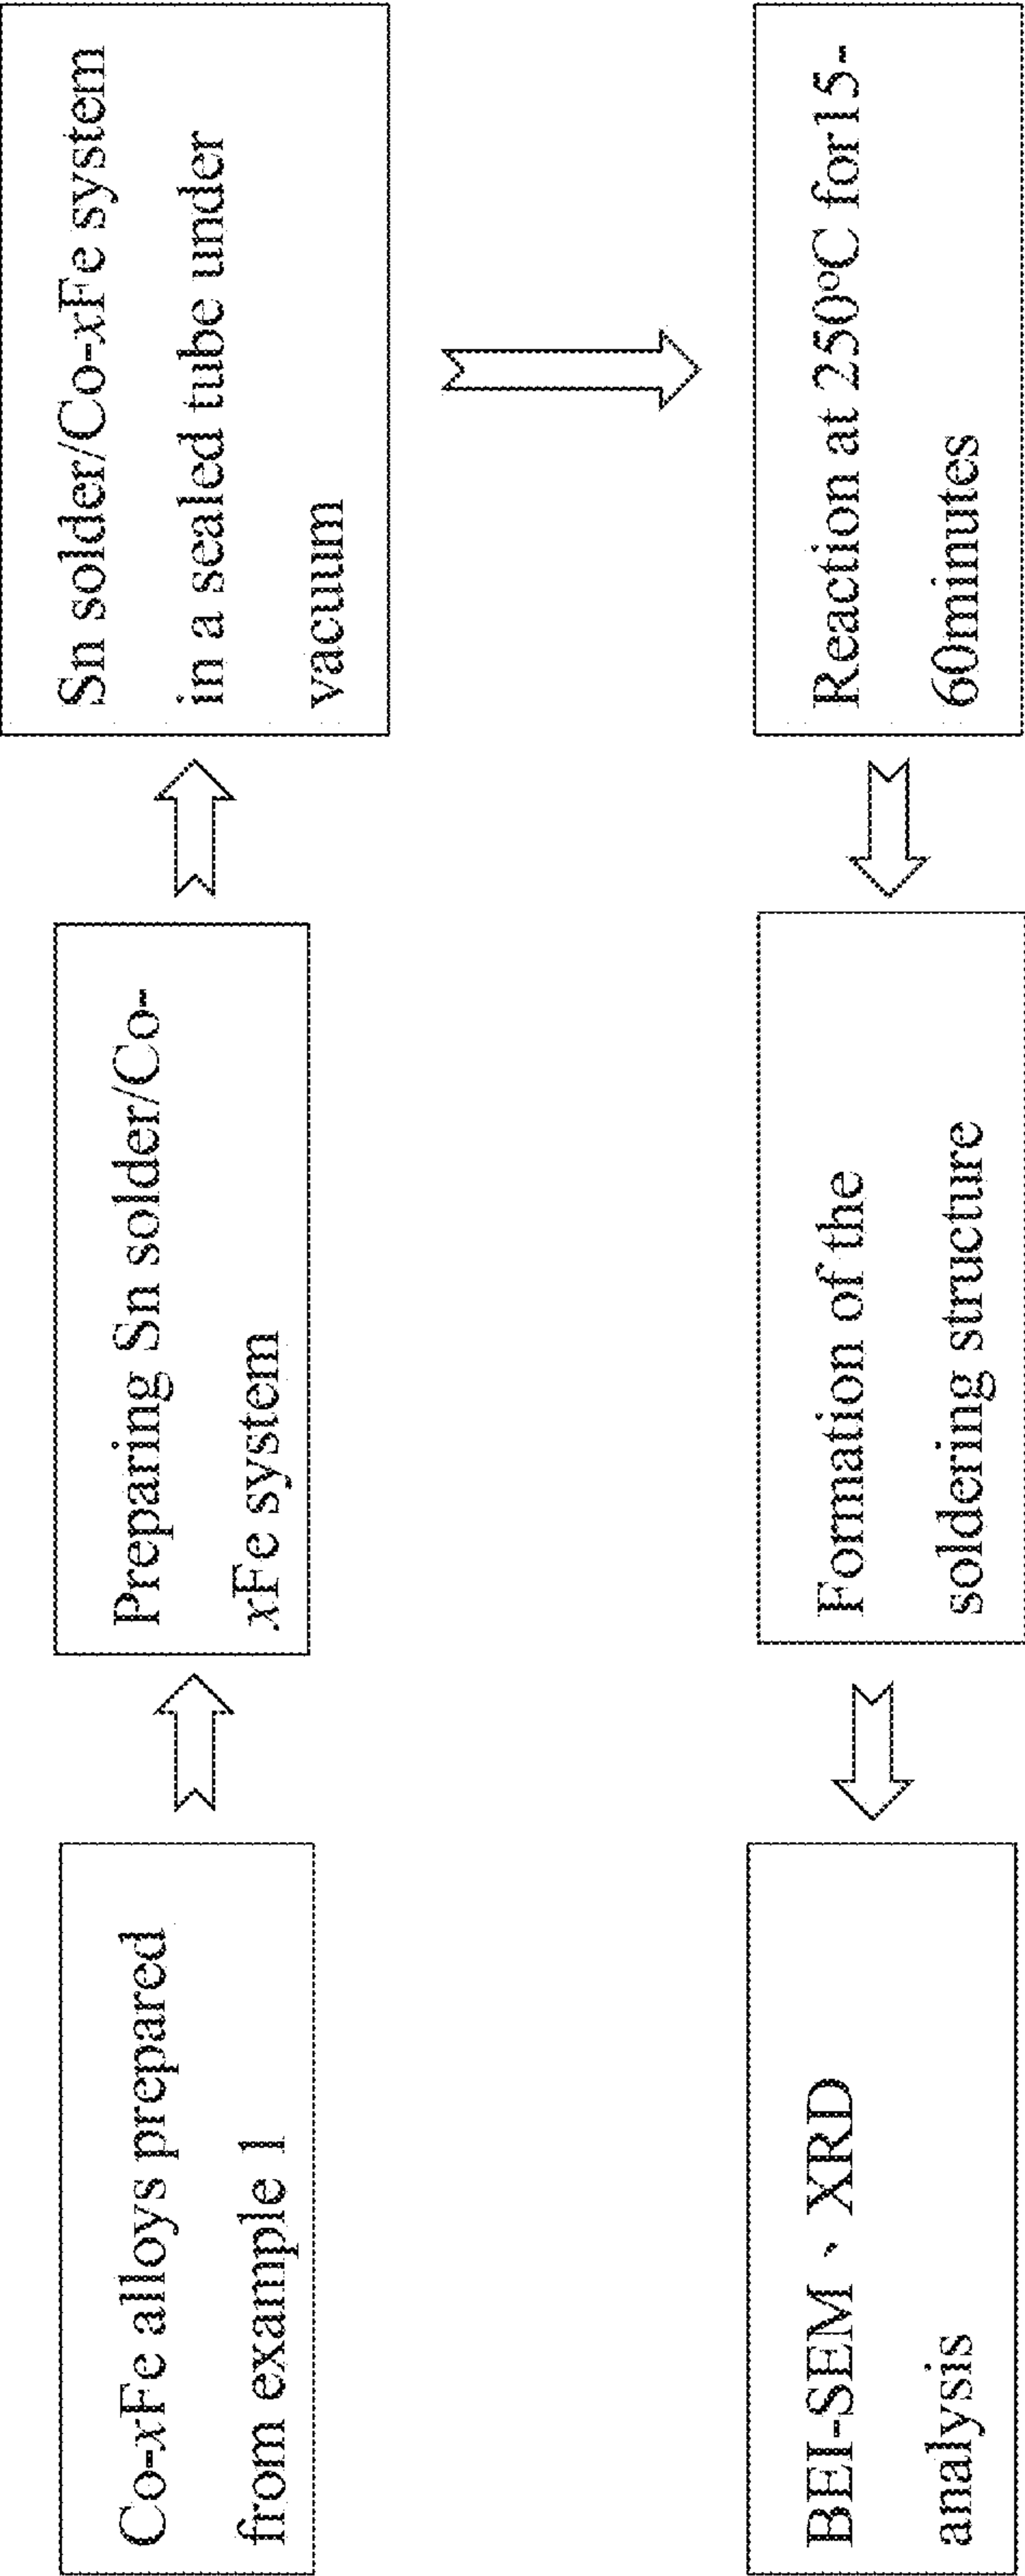 Co-xFe alloys prepared
from example 1
Preparing Sn solder/Co-
xFe system
Sn solder/Co-xFe system
in a sealed tube under
vacuum
Reaction at 250°C for15-
60minutes
Formation of the
soldering structure
BEI-SEM、XRD
analysis